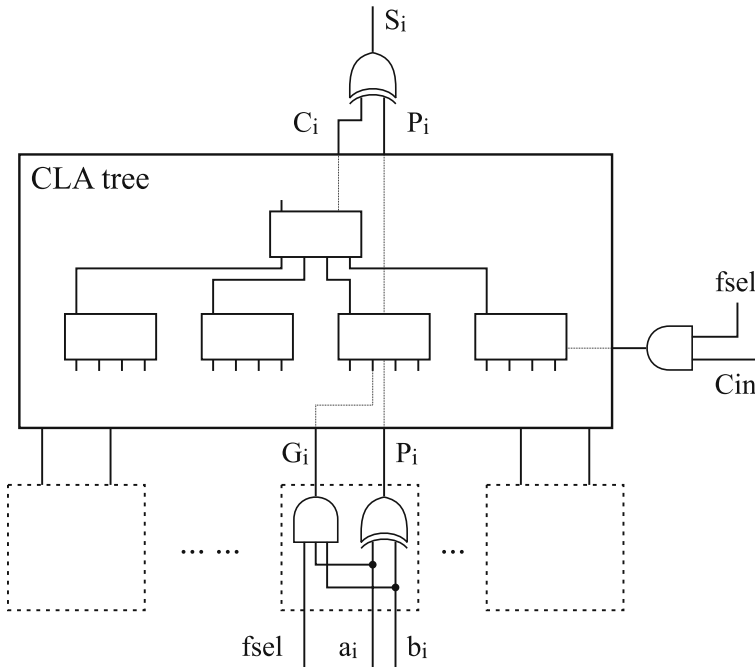 Si
Ci
Pi
CLA tree
fsel
Cin
Gi
Pi
... ...
...
fsel
ai
bi